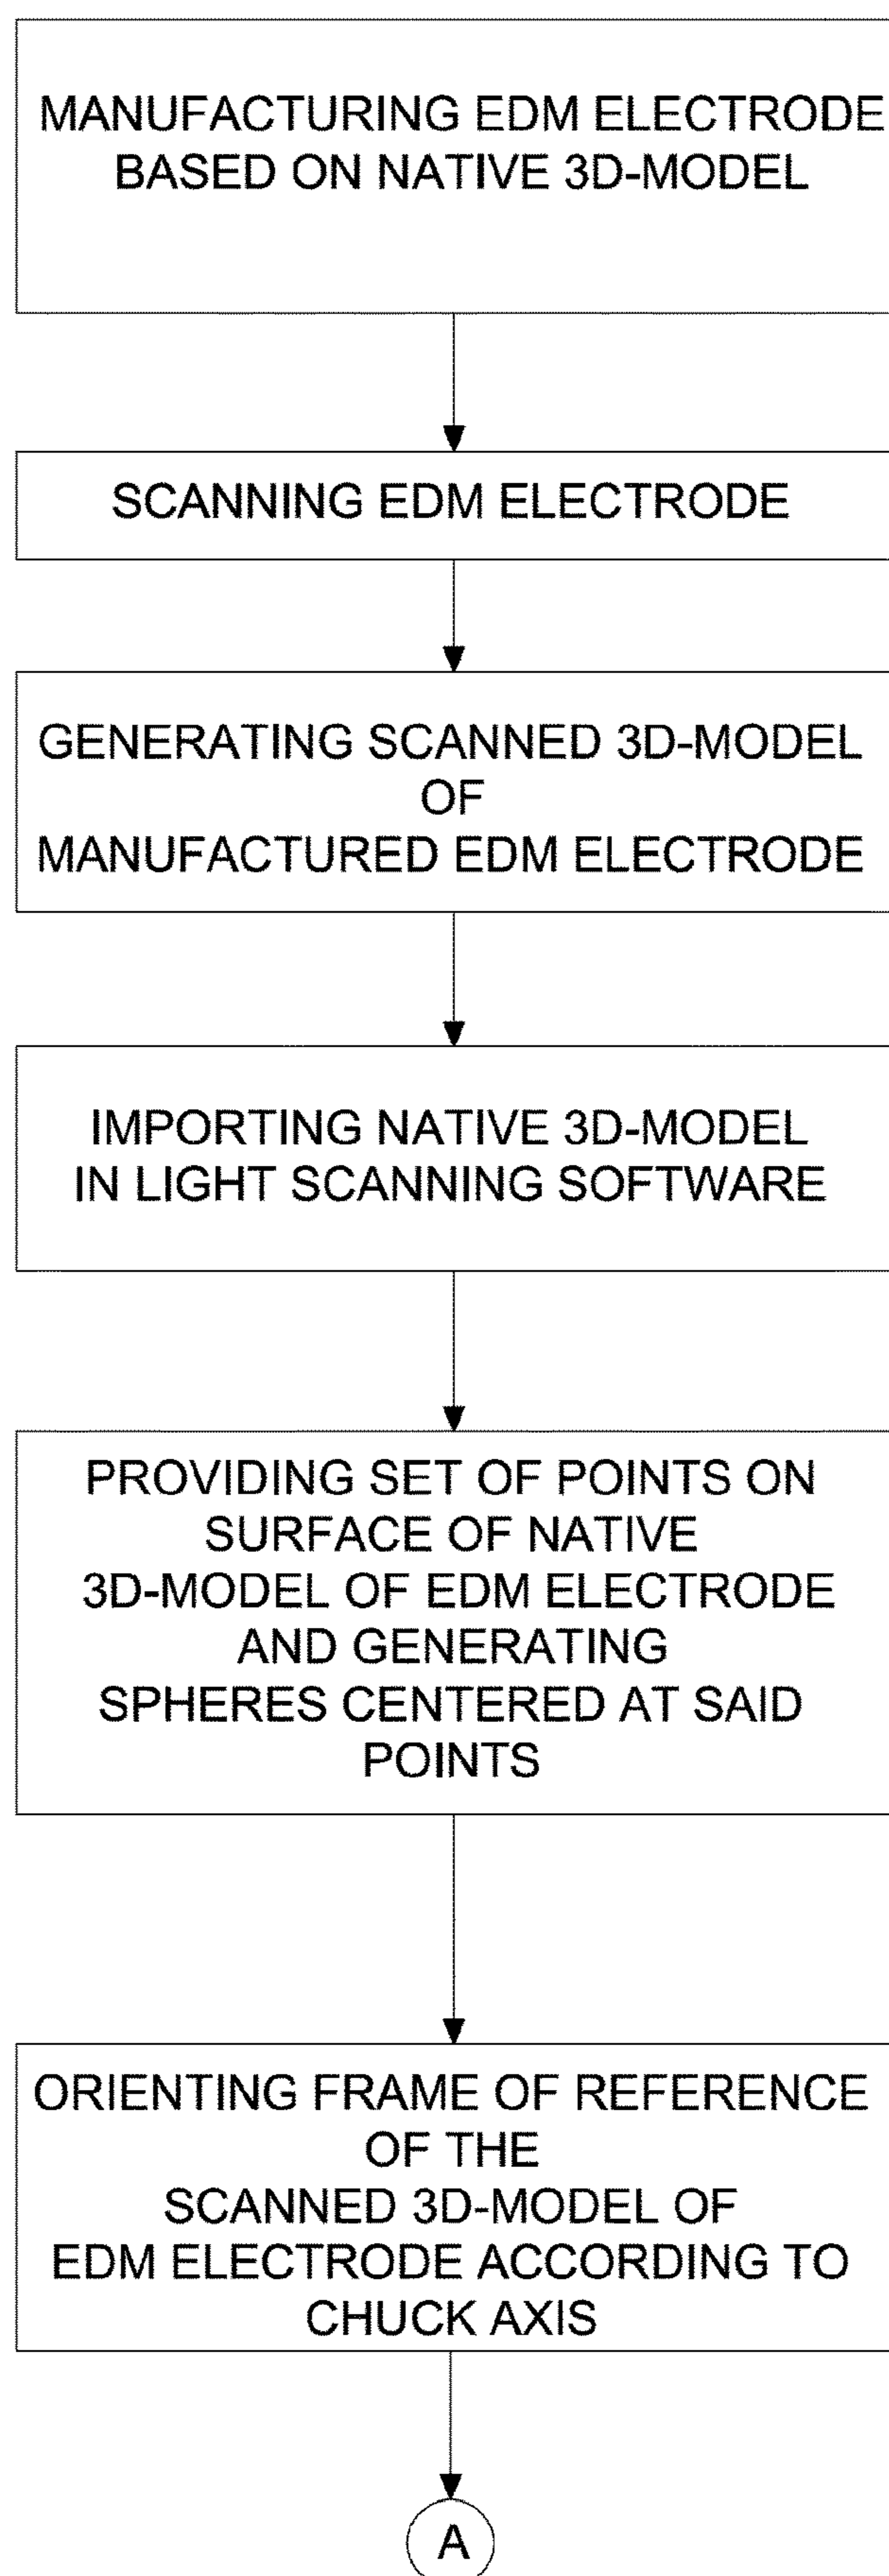 MANUFACTURING EDM ELECTRODE
BASED ON NATIVE 3D-MODEL
SCANNING EDM ELECTRODE
GENERATING SCANNED 3D-MODEL
OF
MANUFACTURED EDM ELECTRODE
IMPORTING NATIVE 3D-MODEL
IN LIGHT SCANNING SOFTWARE
PROVIDING SET OF POINTS ON
SURFACE OF NATIVE
3D-MODEL OF EDM ELECTRODE
AND GENERATING
SPHERES CENTERED AT SAID
POINTS
ORIENTING FRAME OF REFERENCE
OF THE
SCANNED 3D-MODEL OF
EDM ELECTRODE ACCORDING TO
CHUCK AXIS
A